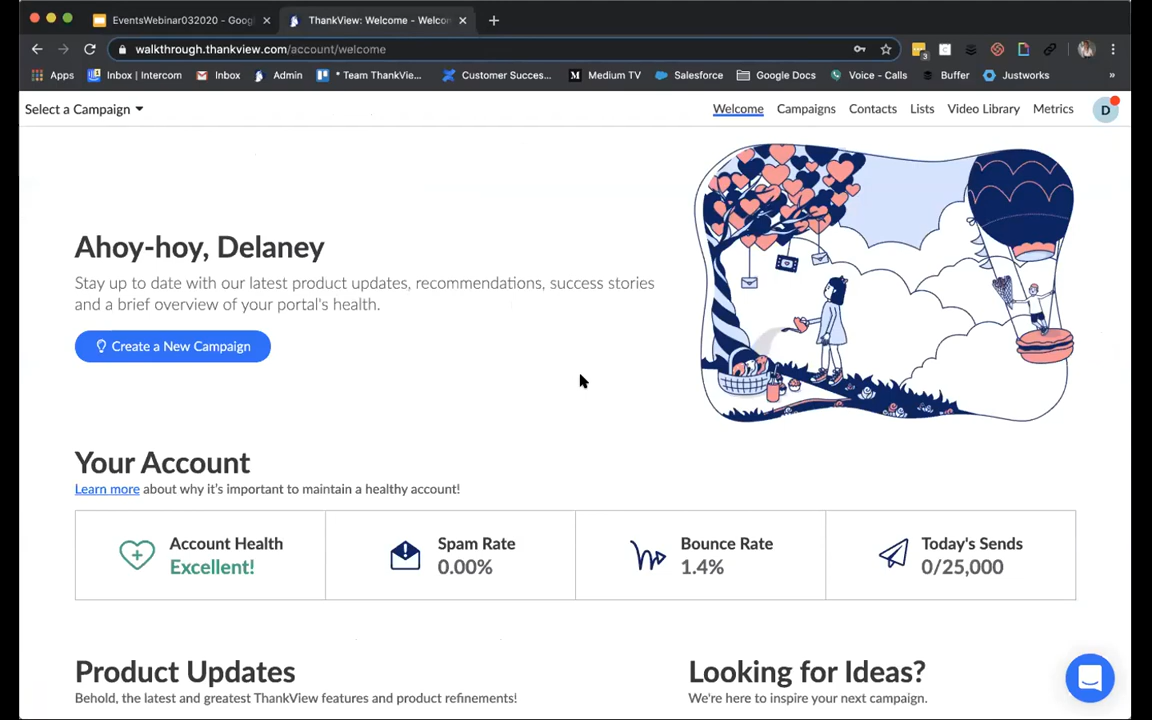 EventsWebinar032020 - Goog
ThankView: Welcome - Welcom
walkthrough.thankview.com/account/welcome
3
Apps
Inbox | Intercom
Inbox
Admin
* Team ThankVie...
Customer Succes...
M Medium TV
Salesforce
Google Docs
Voice - Calls
Buffer
Justworks
»
Select a Campaign
Welcome
Campaigns
Contacts
Lists
Video Library
Metrics
D
Ahoy-hoy, Delaney
Stay up to date with our latest product updates, recommendations, success stories
and a brief overview of your portal's health.
Create a New Campaign
Your Account
Learn more about why it's important to maintain a healthy account!
Account Health
Excellent!
Spam Rate
0.00%
Bounce Rate
1.4%
Today's Sends
0/25,000
Product Updates
Behold, the latest and greatest ThankView features and product refinements!
Looking for Ideas?
We're here to inspire your next campaign.